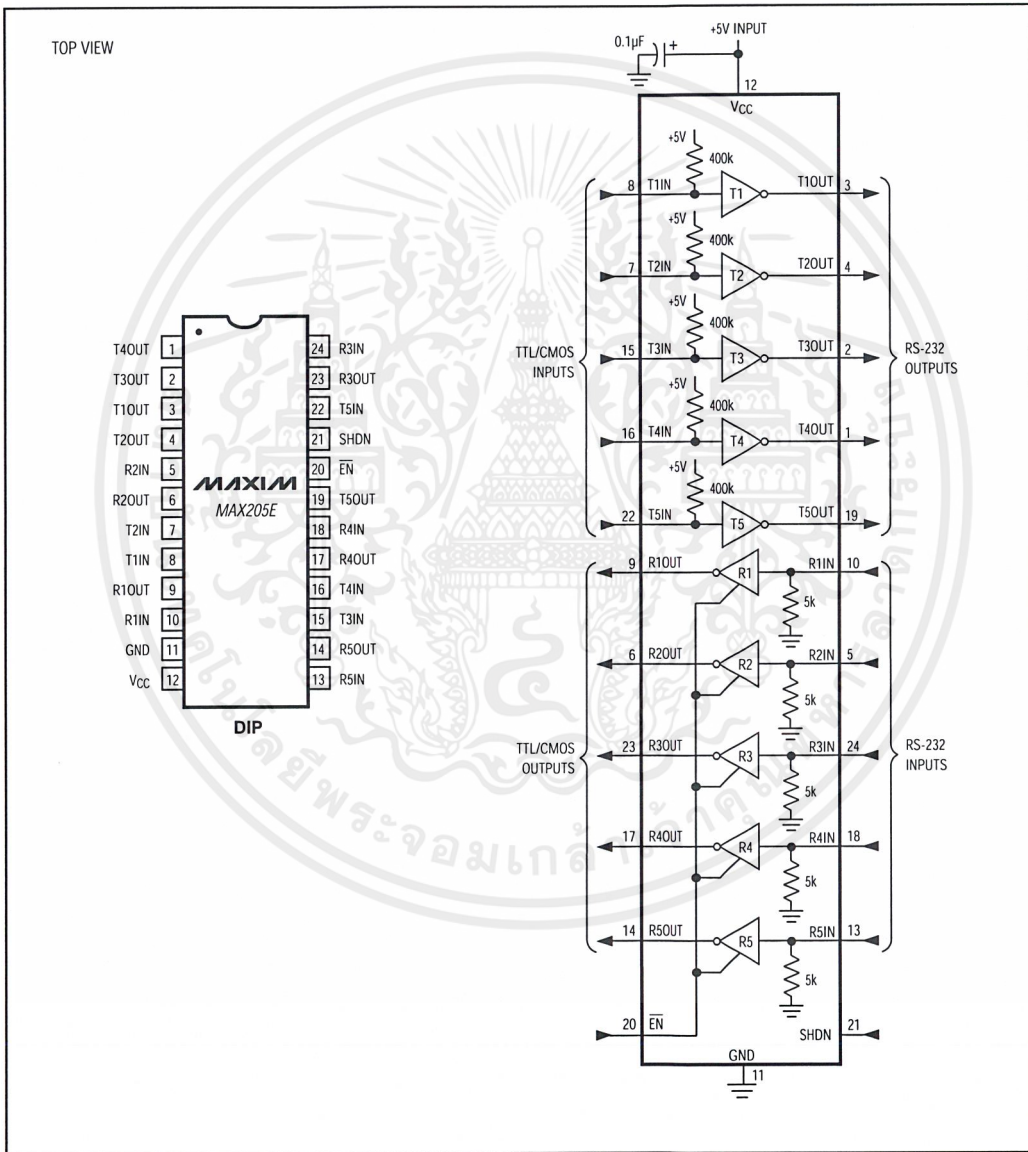 TOP VIEW
T4OUT 1
T3OUT 2
T1OUT 3
T2OUT 4
R2IN 5
R2OUT 6
T2IN 7
T1IN 8
R1OUT 9
R1IN 10
GND 11
VCC 12
24 R3IN
23 R3OUT
22 T5IN
21 SHDN
20 E̅N̅
19 T5OUT
18 R4IN
17 R4OUT
16 T4IN
15 T3IN
14 R5OUT
13 R5IN
MAXIM
MAX205E
DIP
+5V INPUT
0.1µF +
12
VCC
+5V
400k
8 T1IN T1 T1OUT 3
+5V
400k
7 T2IN T2 T2OUT 4
+5V
400k
TTL/CMOS
INPUTS
15 T3IN T3 T3OUT 2
RS-232
OUTPUTS
+5V
400k
16 T4IN T4 T4OUT 1
+5V
400k
22 T5IN T5 T5OUT 19
9 R1OUT R1 R1IN 10
5k
6 R2OUT R2 R2IN 5
5k
TTL/CMOS
OUTPUTS
23 R3OUT R3 R3IN 24
RS-232
INPUTS
5k
17 R4OUT R4 R4IN 18
5k
14 R5OUT R5 R5IN 13
5k
20 E̅N̅
SHDN 21
GND
11